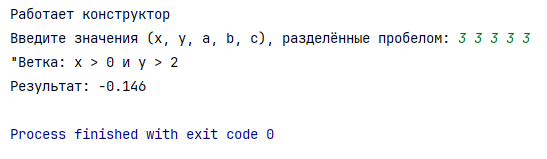 Работает конструктор
Введите значения (x, y, a, b, c), разделённые пробелом: 3 3 3 3 3
"Ветка: x > 0 и y > 2
Результат: -0.146
Process finished with exit code 0